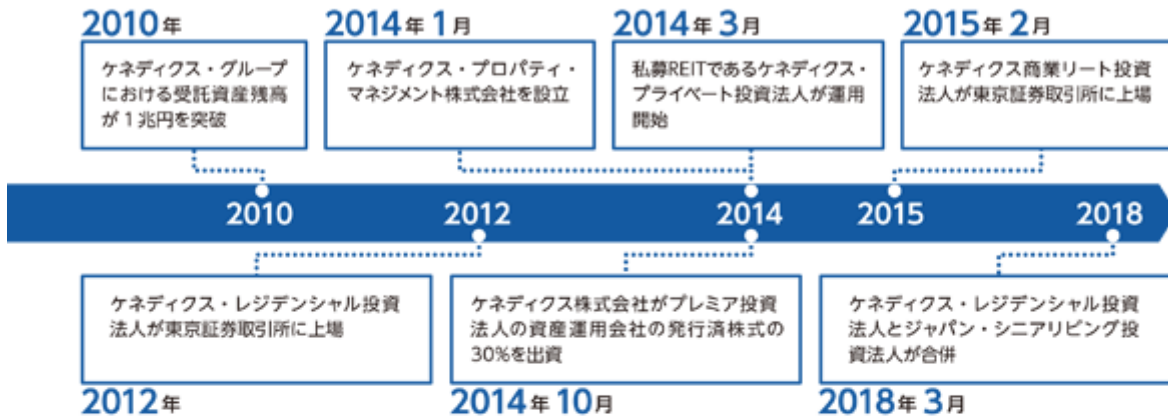 2010年
ケネディクス・グループ
における受託資産残高
が1兆円を突破
2014年1月
ケネディクス・プロパティ・
マネジメント株式会社を設立
2014年3月
私募REITであるケネディクス・
プライベート投資法人が運用
開始
2015年2月
ケネディクス商業リート投資
法人が東京証券取引所に上場
2010
2012
2014
2015
2018
ケネディクス・レジデンシャル投資
法人が東京証券取引所に上場
2012年
ケネディクス株式会社がプレミア投資
法人の資産運用会社の発行済株式の
30%を出資
2014年10月
ケネディクス・レジデンシャル投資
法人とジャパン・シニアリビング投
資法人が合併
2018年3月